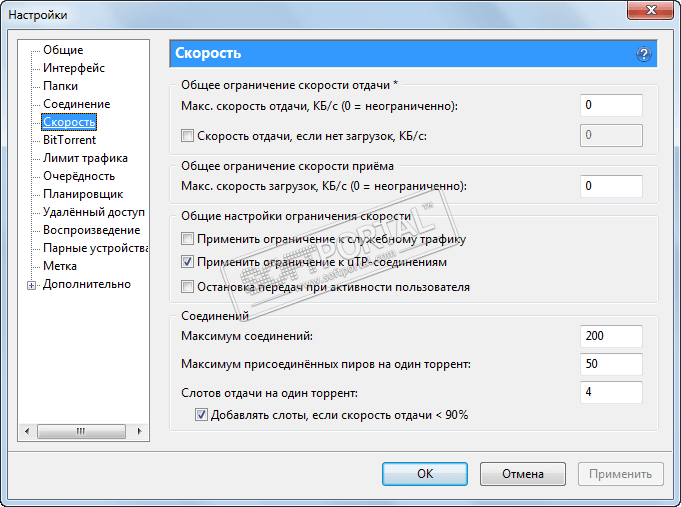 Настройки
Общие
Интерфейс
Папки
Соединение
Скорость
BitTorrent
Лимит трафика
Очерёдность
Планировщик
Удалённый доступ
Воспроизведение
Парные устройства
Метка
Дополнительно
Скорость
Общее ограничение скорости отдачи *
Макс. скорость отдачи, КБ/с (0 = неограниченно): 0
Скорость отдачи, если нет загрузок, КБ/с: 0
Общее ограничение скорости приёма
Макс. скорость загрузок, КБ/с (0 = неограниченно): 0
Общие настройки ограничения скорости
Применить ограничение к служебному трафику
Применить ограничение к uTP-соединениям
Остановка передач при активности пользователя
SOFTPORTAL™
www.softportal.com
Соединений
Максимум соединений: 200
Максимум присоединённых пиров на один торрент: 50
Слотов отдачи на один торрент: 4
Добавлять слоты, если скорость отдачи < 90%
OK
Отмена
Применить